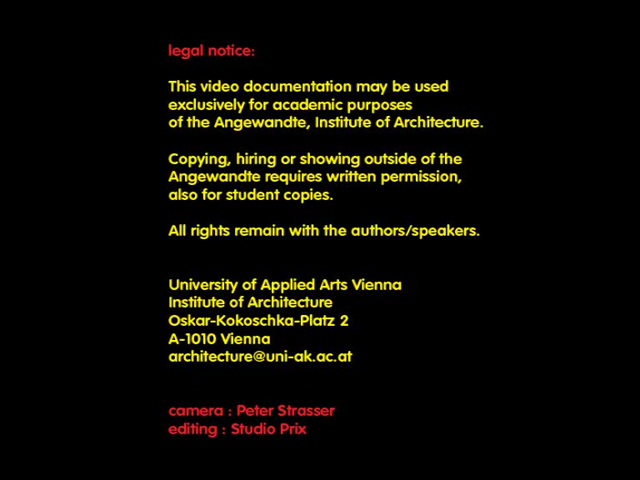 legal notice:
This video documentation may be used
exclusively for academic purposes
of the Angewandte, Institute of Architecture.
Copying, hiring or showing outside of the
Angewandte requires written permission,
also for student copies.
All rights remain with the authors/speakers.
University of Applied Arts Vienna
Institute of Architecture
Oskar-Kokoschka-Platz 2
A-1010 Vienna
architecture@uni-ak.ac.at
camera : Peter Strasser
editing : Studio Prix